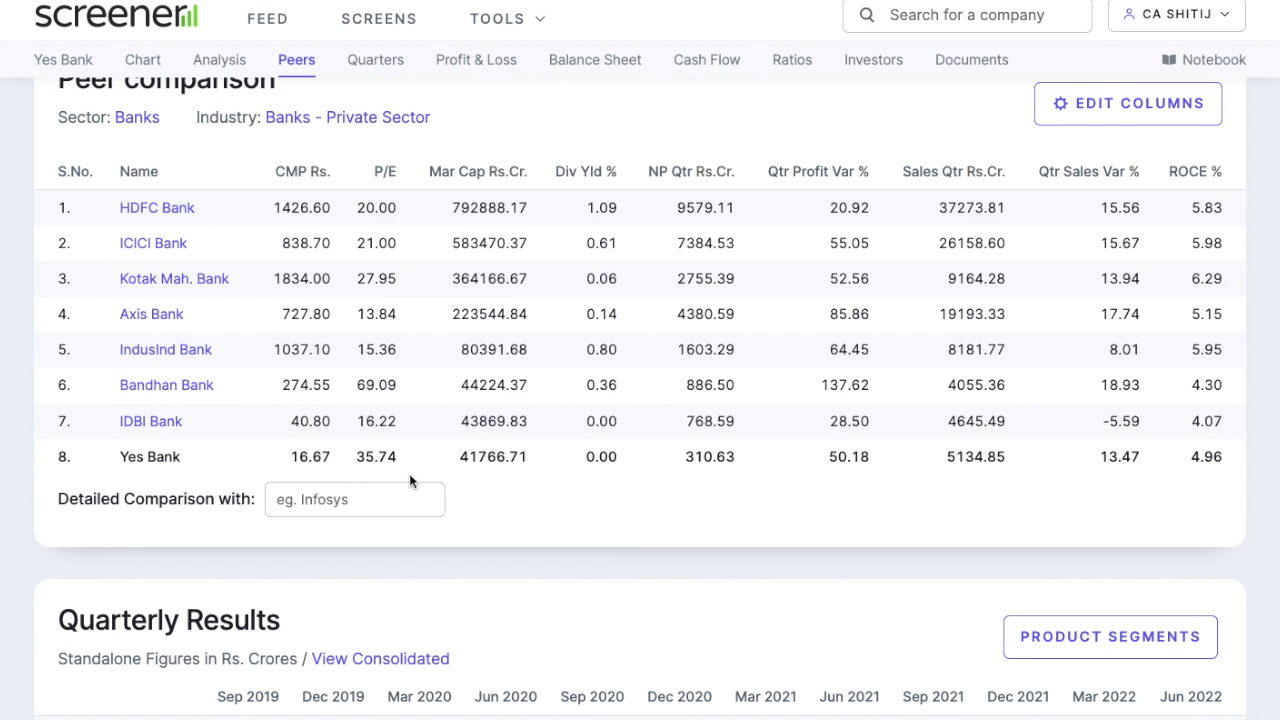 screener
FEED SCREENS TOOLS
Search for a company
CA SHITIJ
Yes Bank Chart Analysis Peers Quarters Profit & Loss Balance Sheet Cash Flow Ratios Investors Documents Notebook
Peer comparison
Sector: Banks Industry: Banks - Private Sector
EDIT COLUMNS
S.No. Name CMP Rs. P/E Mar Cap Rs.Cr. Div Yld % NP Qtr Rs.Cr. Qtr Profit Var % Sales Qtr Rs.Cr. Qtr Sales Var % ROCE %
1. HDFC Bank 1426.60 20.00 792888.17 1.09 9579.11 20.92 37273.81 15.56 5.83
2. ICICI Bank 838.70 21.00 583470.37 0.61 7384.53 55.05 26158.60 15.67 5.98
3. Kotak Mah. Bank 1834.00 27.95 364166.67 0.06 2755.39 52.56 9164.28 13.94 6.29
4. Axis Bank 727.80 13.84 223544.84 0.14 4380.59 85.86 19193.33 17.74 5.15
5. IndusInd Bank 1037.10 15.36 80391.68 0.80 1603.29 64.45 8181.77 8.01 5.95
6. Bandhan Bank 274.55 69.09 44224.37 0.36 886.50 137.62 4055.36 18.93 4.30
7. IDBI Bank 40.80 16.22 43869.83 0.00 768.59 28.50 4645.49 -5.59 4.07
8. Yes Bank 16.67 35.74 41766.71 0.00 310.63 50.18 5134.85 13.47 4.96
Detailed Comparison with: eg. Infosys
Quarterly Results
PRODUCT SEGMENTS
Standalone Figures in Rs. Crores / View Consolidated
Sep 2019 Dec 2019 Mar 2020 Jun 2020 Sep 2020 Dec 2020 Mar 2021 Jun 2021 Sep 2021 Dec 2021 Mar 2022 Jun 2022